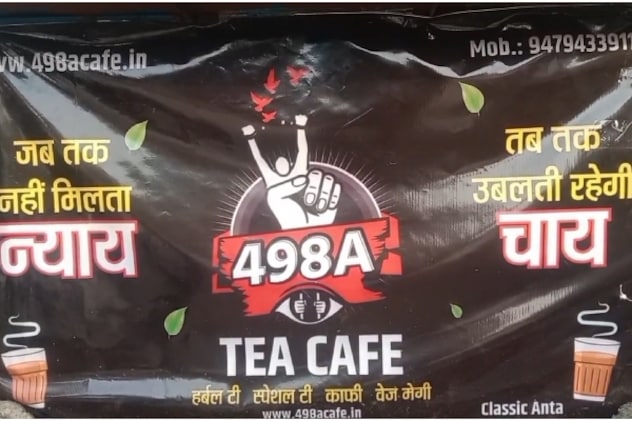 www.498acafe.in
Mob.: 9479433911
जब तक
नहीं मिलता
न्याय
तब तक
उबलती रहेगी
चाय
498A
TEA CAFE
हर्बल टी स्पेशल टी काफी वेज मेगी
www.498acafe.in
Classic Anta